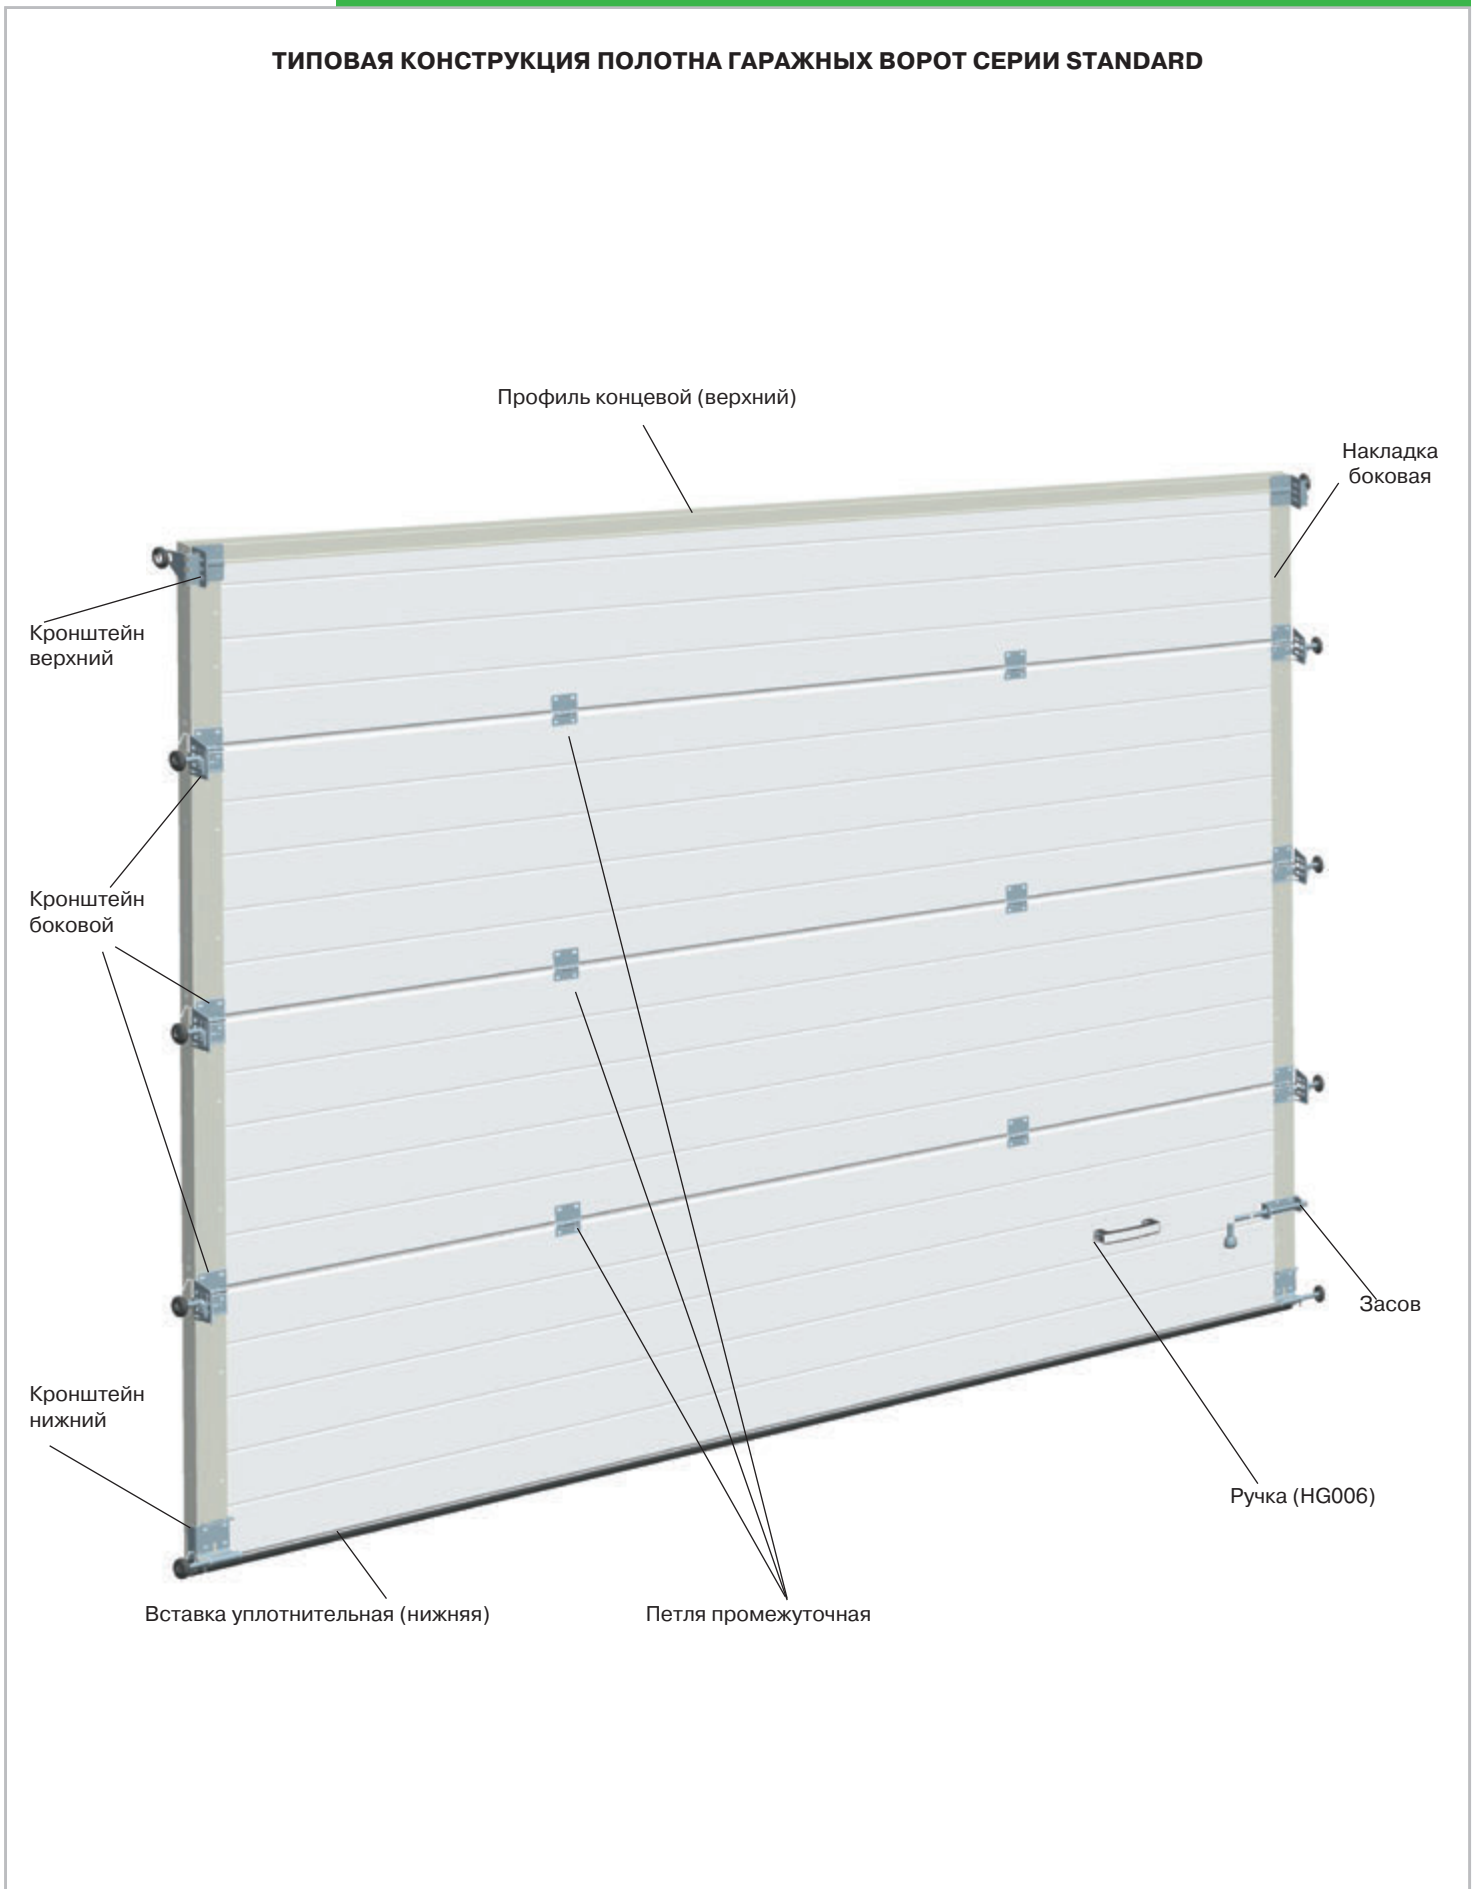 ТИПОВАЯ КОНСТРУКЦИЯ ПОЛОТНА ГАРАЖНЫХ ВОРОТ СЕРИИ STANDARD
Профиль концевой (верхний)
Накладка
боковая
Кронштейн
верхний
Кронштейн
боковой
Засов
Кронштейн
нижний
Ручка (HG006)
Вставка уплотнительная (нижняя)
Петля промежуточная